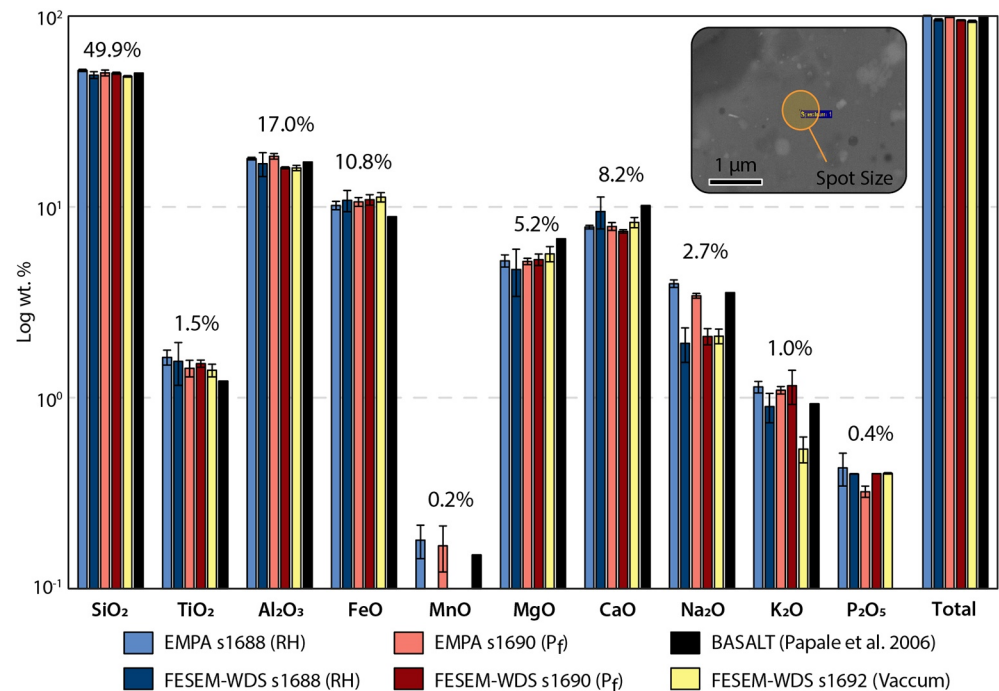 10²
49.9%
17.0%
10.8%
8.2%
5.2%
2.7%
1.5%
1.0%
0.4%
0.2%
Spectrum 1
1 µm
Spot Size
Log wt. %
10¹
10⁰
10⁻¹
SiO₂ TiO₂ Al₂O₃ FeO MnO MgO CaO Na₂O K₂O P₂O₅ Total
EMPA s1688 (RH) EMPA s1690 (Pf) BASALT (Papale et al. 2006)
FESEM-WDS s1688 (RH) FESEM-WDS s1690 (Pf) FESEM-WDS s1692 (Vaccum)